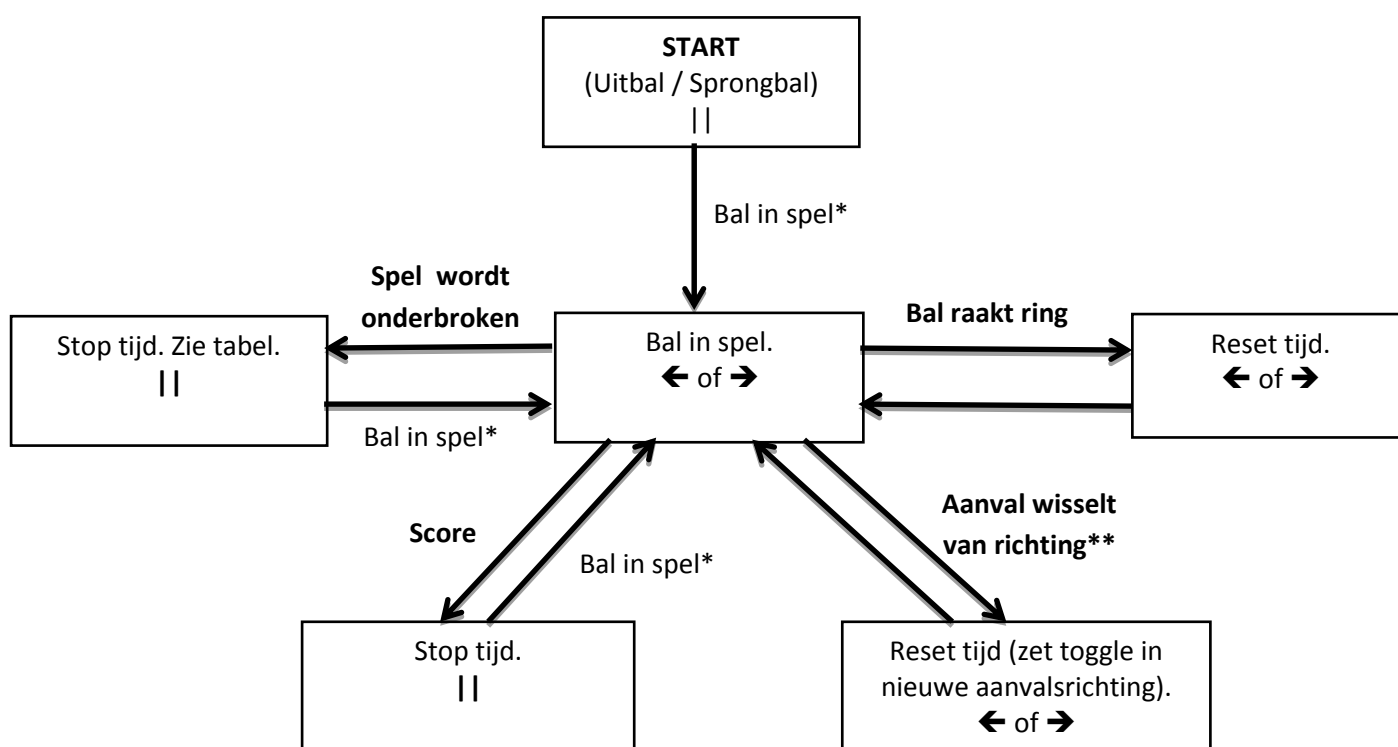 START
(Uitbal / Sprongbal)
||
Bal in spel*
Spel wordt
onderbroken
Bal raakt ring
Stop tijd. Zie tabel.
||
Bal in spel.
🡸 of 🡺
Reset tijd.
🡸 of 🡺
Bal in spel*
Score
Bal in spel*
Aanval wisselt
van richting**
Stop tijd.
||
Reset tijd (zet toggle in
nieuwe aanvalsrichting).
🡸 of 🡺